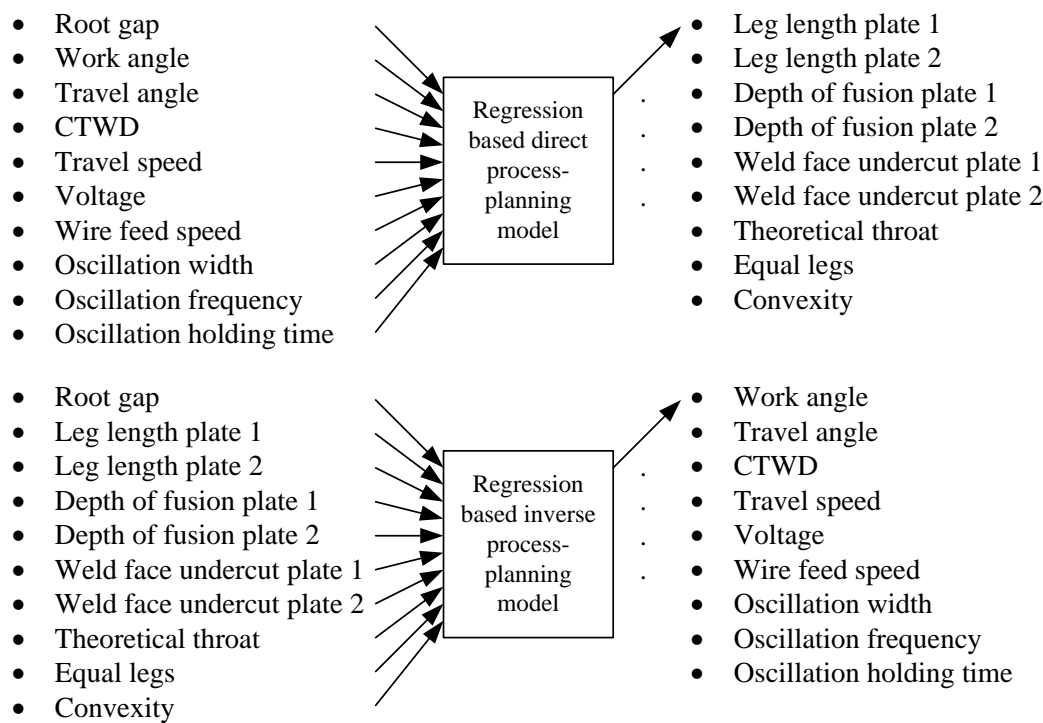 • Root gap
• Work angle
• Travel angle
• CTWD
• Travel speed
• Voltage
• Wire feed speed
• Oscillation width
• Oscillation frequency
• Oscillation holding time
Regression
based direct
process-
planning
model
.
.
.
.
• Leg length plate 1
• Leg length plate 2
• Depth of fusion plate 1
• Depth of fusion plate 2
• Weld face undercut plate 1
• Weld face undercut plate 2
• Theoretical throat
• Equal legs
• Convexity
• Root gap
• Leg length plate 1
• Leg length plate 2
• Depth of fusion plate 1
• Depth of fusion plate 2
• Weld face undercut plate 1
• Weld face undercut plate 2
• Theoretical throat
• Equal legs
• Convexity
Regression
based inverse
process-
planning
model
.
.
.
.
• Work angle
• Travel angle
• CTWD
• Travel speed
• Voltage
• Wire feed speed
• Oscillation width
• Oscillation frequency
• Oscillation holding time